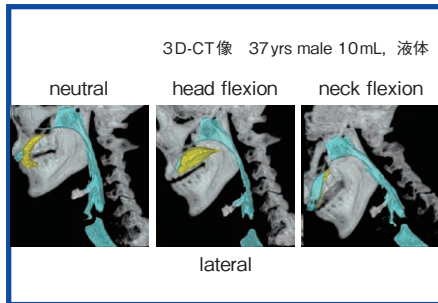 3D-CT像 37yrs male 10mL，液体
neutral head flexion neck flexion
lateral